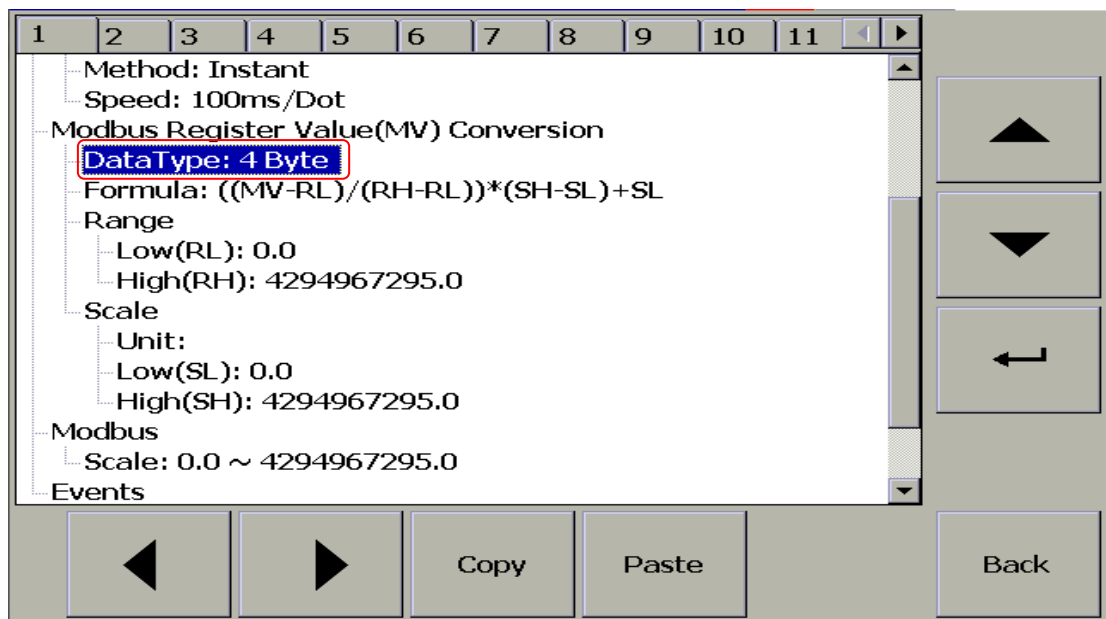 1 2 3 4 5 6 7 8 9 10 11
Method: Instant
Speed: 100ms/Dot
Modbus Register Value(MV) Conversion
DataType: 4 Byte
Formula: ((MV-RL)/(RH-RL))*(SH-SL)+SL
Range
Low(RL): 0.0
High(RH): 4294967295.0
Scale
Unit:
Low(SL): 0.0
High(SH): 4294967295.0
Modbus
Scale: 0.0 ~ 4294967295.0
Events
Copy Paste Back